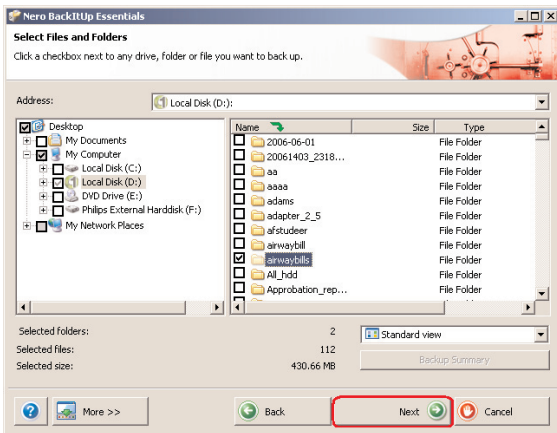 Nero BackItUp Essentials
Select Files and Folders
Click a checkbox next to any drive, folder or file you want to back up.
Address: Local Disk (D:):
Desktop
My Documents
My Computer
Local Disk (C:)
Local Disk (D:)
DVD Drive (E:)
Philips External Harddisk (F:)
My Network Places
Name Size Type
2006-06-01 File Folder
20061403_2318... File Folder
aa File Folder
aaaa File Folder
adams File Folder
adapter_2_5 File Folder
afstudeer File Folder
airwaybill File Folder
airwaybills File Folder
All_hdd File Folder
Approbation_rep... File Folder
Selected folders: 2
Selected files: 112
Selected size: 430.66 MB
Standard view
Backup Summary
More >> Back Next Cancel